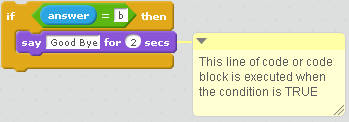 if answer = b then
say Good Bye for 2 secs
This line of code or code
block is executed when
the condition is TRUE